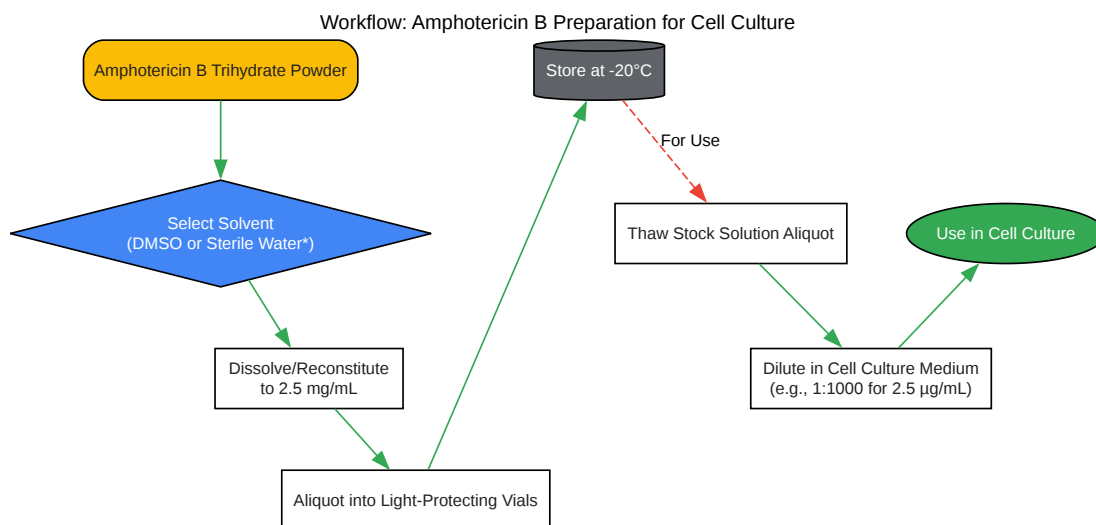 Workflow: Amphotericin B Preparation for Cell Culture
Amphotericin B Trihydrate Powder
Select Solvent
(DMSO or Sterile Water*)
Dissolve/Reconstitute
to 2.5 mg/mL
Aliquot into Light-Protecting Vials
Store at -20°C
For Use
Thaw Stock Solution Aliquot
Dilute in Cell Culture Medium
(e.g., 1:1000 for 2.5 µg/mL)
Use in Cell Culture